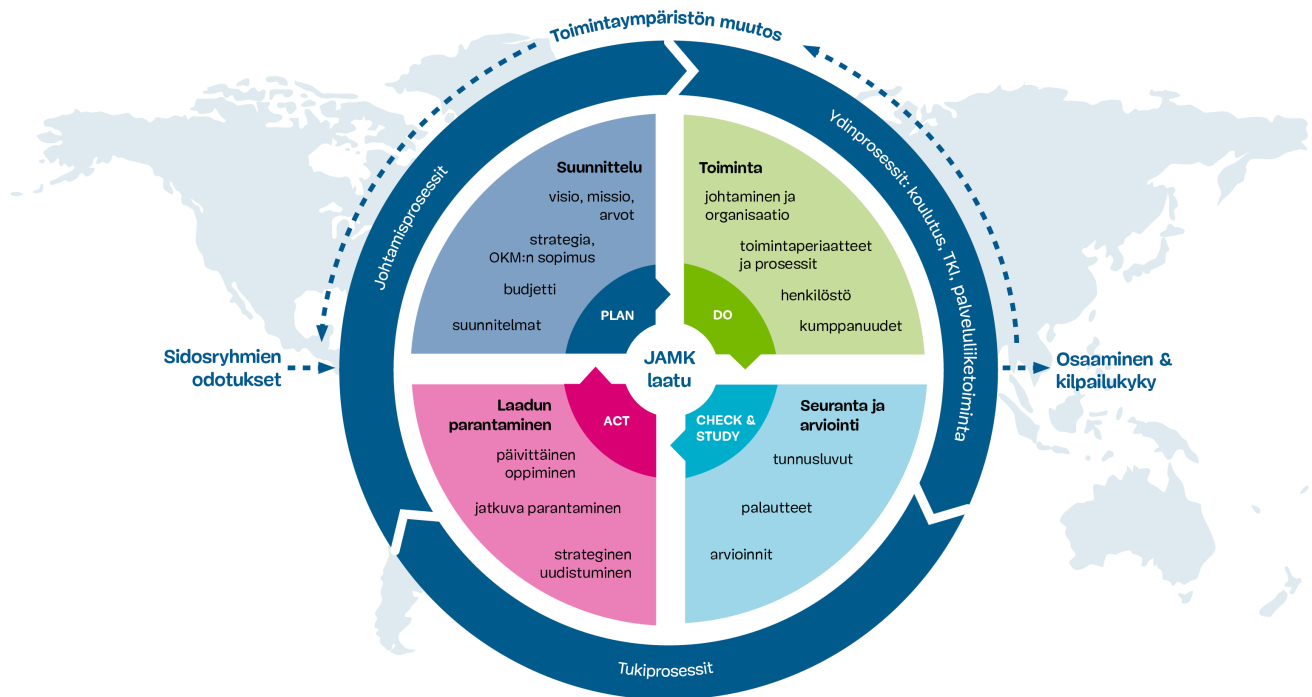 Toimintaympäristön muutos
Johtamisprosessit
Ydinprosessit: koulutus, TKI, palveluliiketoiminta
Suunnittelu
visio, missio,
arvot
strategia,
OKM:n sopimus
budjetti
suunnitelmat
PLAN
Toiminta
johtaminen ja
organisaatio
toimintaperiaatteet
ja prosessit
henkilöstö
kumppanuudet
DO
Sidosryhmien
odotukset
JAMK
laatu
Osaaminen &
kilpailukyky
Laadun
parantaminen
päivittäinen
oppiminen
jatkuva parantaminen
strateginen
uudistuminen
ACT
CHECK &
STUDY
Seuranta ja
arviointi
tunnusluvut
palautteet
arvioinnit
Tukiprosessit